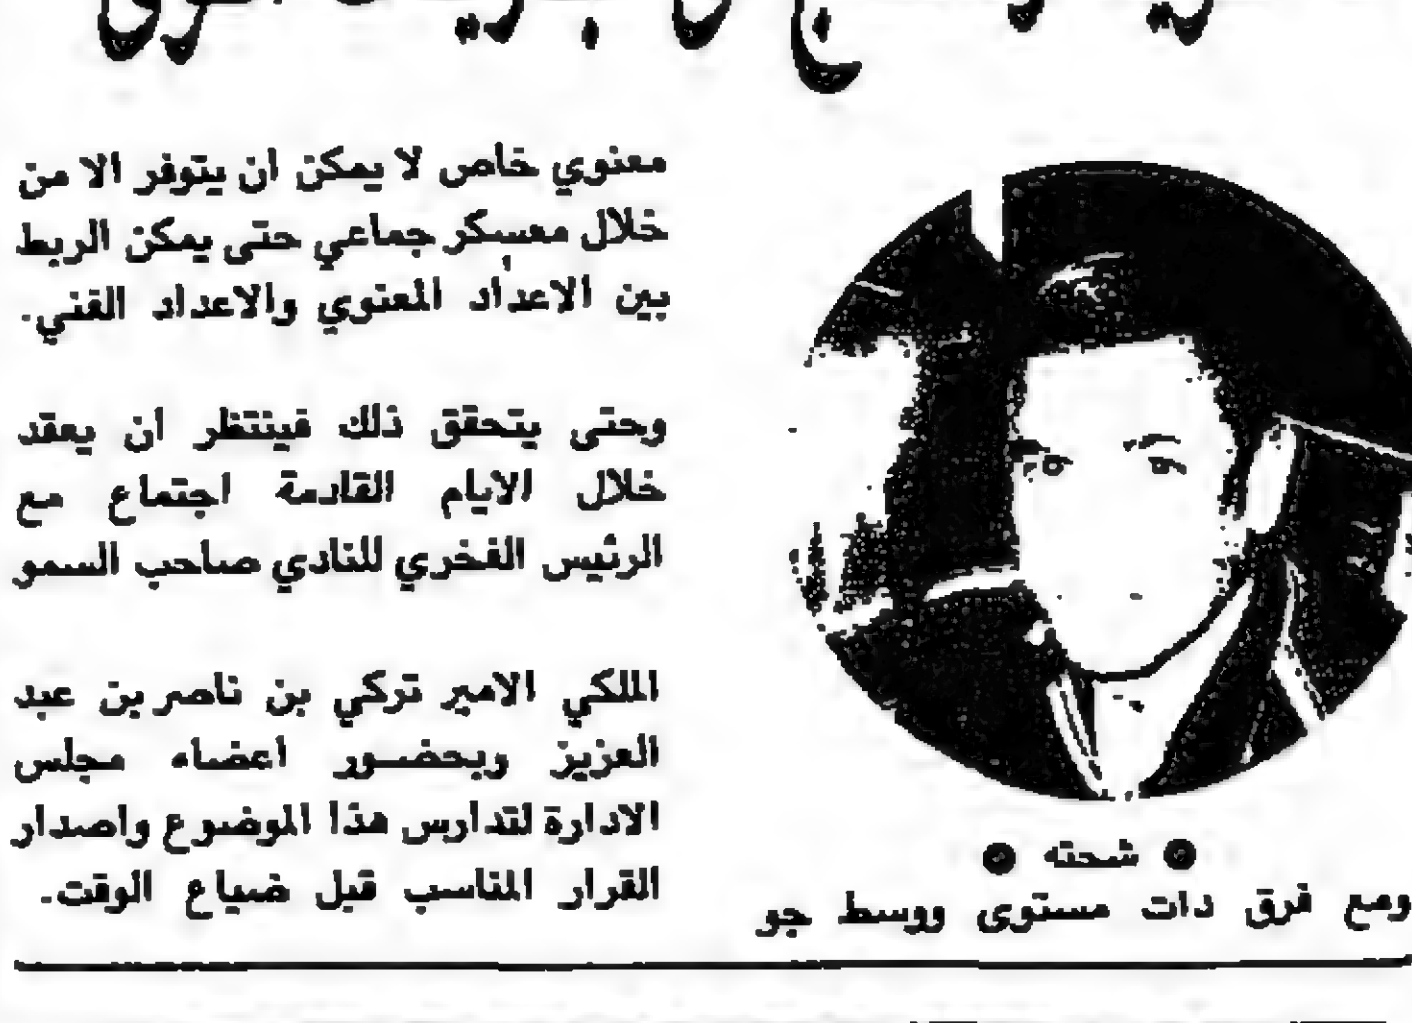 ● شحته ●
ومع فرق ذات مستوى ووسط جو
معنوي خاص لا يمكن ان يتوفر الا من
خلال معسكر جماعي حتى يمكن الربط
بين الاعداد المعنوي والاعداد الفني.
وحتى يتحقق ذلك فينتظر ان يعقد
خلال الايام القادمة اجتماع مع
الرئيس الفخري للنادي صاحب السمو
الملكي الامير تركي بن ناصر بن عبد
العزيز وبحضور اعضاء مجلس
الادارة لتدارس هذا الموضوع واصدار
القرار المناسب قبل ضياع الوقت.